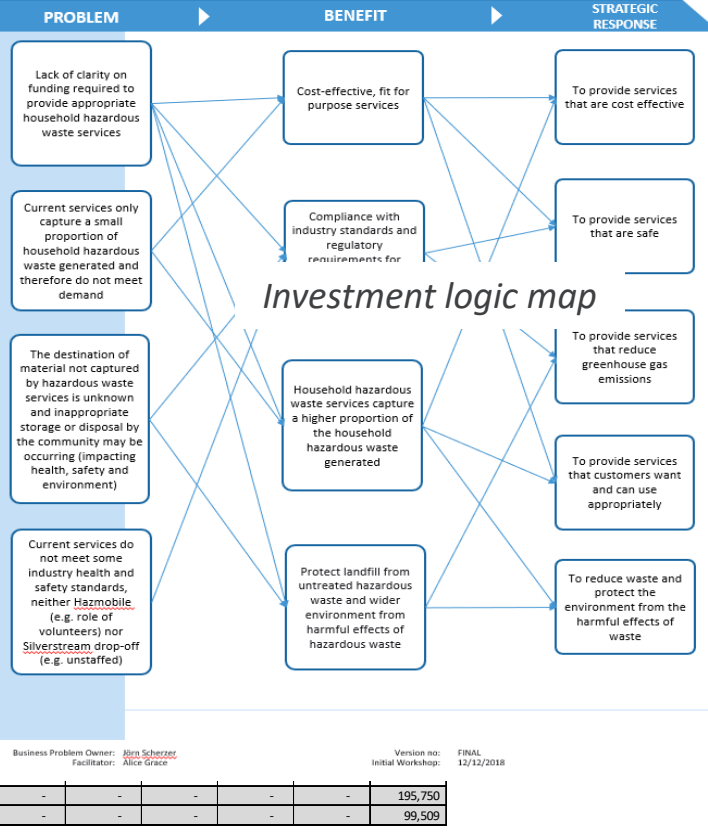 PROBLEM
BENEFIT
STRATEGIC
RESPONSE
Lack of clarity on
funding required to
provide appropriate
household hazardous
waste services
Cost-effective, fit for
purpose services
To provide services
that are cost effective
Current services only
capture a small
proportion of
household hazardous
waste generated and
therefore do not meet
demand
Compliance with
industry standards and
regulatory
requirements for
To provide services
that are safe
Investment logic map
The destination of
material not captured
by hazardous waste
services is unknown
and inappropriate
storage or disposal by
the community may be
occurring (impacting
health, safety and
environment)
Household hazardous
waste services capture
a higher proportion of
the household
hazardous waste
generated
To provide services
that reduce
greenhouse gas
emissions
To provide services
that customers want
and can use
appropriately
Current services do
not meet some
industry health and
safety standards,
neither Hazmobile
(e.g. role of
volunteers) nor
Silverstream drop-off
(e.g. unstaffed)
Protect landfill from
untreated hazardous
waste and wider
environment from
harmful effects of
hazardous waste
To reduce waste and
protect the
environment from the
harmful effects of
waste
Business Problem Owner: Jörn Scherzer
Facilitator: Alice Grace
Version no: FINAL
Initial Workshop: 12/12/2018
- - - - - 195,750
- - - - - 99,509